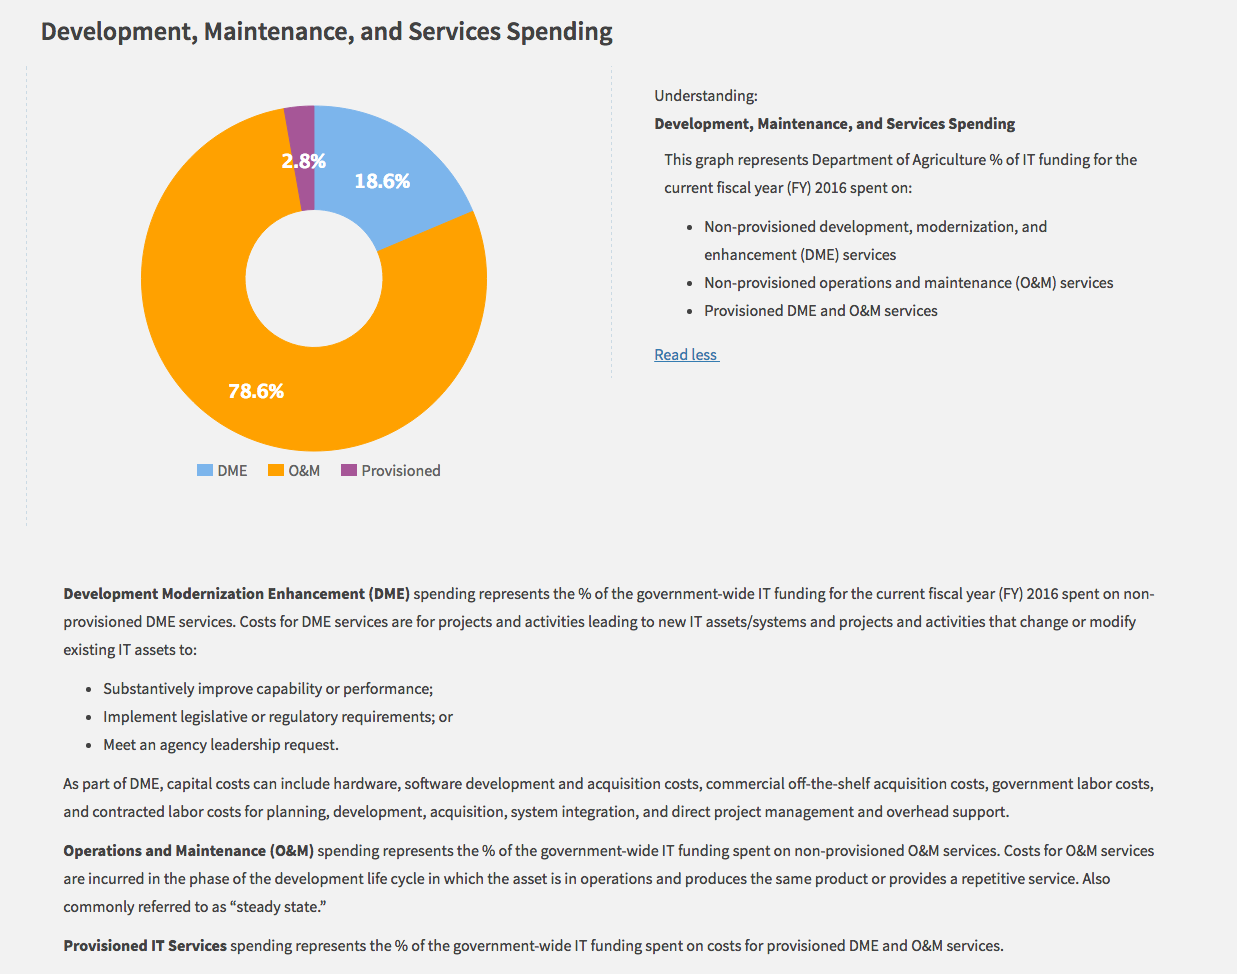 Development, Maintenance, and Services Spending
2.8%
18.6%
78.6%
DME O&M Provisioned
Understanding:
Development, Maintenance, and Services Spending
This graph represents Department of Agriculture % of IT funding for the
current fiscal year (FY) 2016 spent on:
• Non-provisioned development, modernization, and
enhancement (DME) services
• Non-provisioned operations and maintenance (O&M) services
• Provisioned DME and O&M services
Read less
Development Modernization Enhancement (DME) spending represents the % of the government-wide IT funding for the current fiscal year (FY) 2016 spent on non-
provisioned DME services. Costs for DME services are for projects and activities leading to new IT assets/systems and projects and activities that change or modify
existing IT assets to:
• Substantively improve capability or performance;
• Implement legislative or regulatory requirements; or
• Meet an agency leadership request.
As part of DME, capital costs can include hardware, software development and acquisition costs, commercial off-the-shelf acquisition costs, government labor costs,
and contracted labor costs for planning, development, acquisition, system integration, and direct project management and overhead support.
Operations and Maintenance (O&M) spending represents the % of the government-wide IT funding spent on non-provisioned O&M services. Costs for O&M services
are incurred in the phase of the development life cycle in which the asset is in operations and produces the same product or provides a repetitive service. Also
commonly referred to as “steady state.”
Provisioned IT Services spending represents the % of the government-wide IT funding spent on costs for provisioned DME and O&M services.